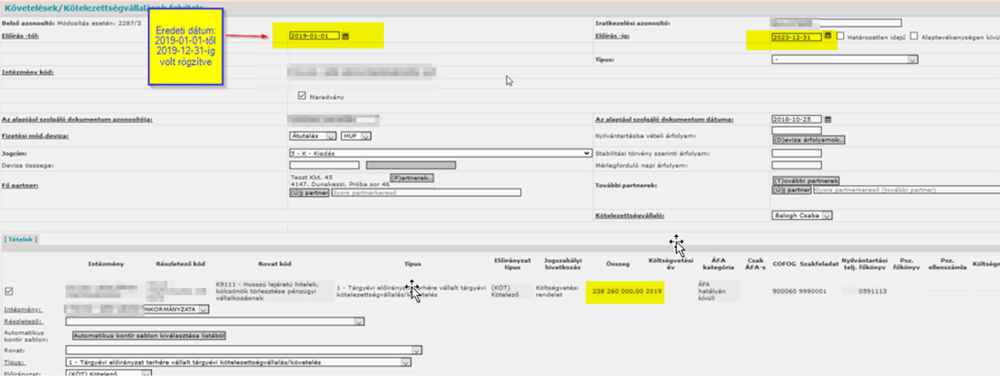 Követelések/Kötelezettségvállalások felvitele
Belső azonosító: Módosítás esetén: 2287/3
Iratkezelési azonosító:
Eredeti dátum:
2019-01-01-től
2019-12-31-ig
volt rögzítve
Előírás -tól:
2019-01-01
Előírás -ig:
2023-12-31
Határozatlan idejű
Alaptevékenységen kívül
Típus:
-
Intézmény kód:
Maradvány
Az alapjául szolgáló dokumentum azonosítója:
Az alapjául szolgáló dokumentum dátuma:
2018-10-25
Fizetési mód,deviza:
Átutalás
HUF
Nyilvántartásba vételi árfolyam:
(D)eviza árfolyamok..
Jogcím:
5 - K - Kiadás
Stabilitási törvény szerinti árfolyam:
Deviza összege:
Mérlegforduló napi árfolyam:
Fő partner:
Teszt Kkt. 45
(P)artnerek..
4147. Dunakeszi, Próba sor 46
(Ú)j partner
Gyors partnerkereső
További partnerek:
(T)ovábbi partnerek
(Ú)j partner
Gyors partnerkereső (további partner)
Kötelezettségvállaló:
Balogh Csaba
[ Tételek ]
Intézmény
Részletező kód
Rovat kód
Típus
Előirányzat típus
Jogszabályi hivatkozás
Összeg
Költségvetési év
ÁFA kategória
Csak ÁFA-s
COFOG
Szakfeladat
Nyilvántartási telj. főkönyv
Psz. főkönyv
Psz. ellenszámla
K9111 - Hosszú lejáratú hitelek,
kölcsönök törlesztése pénzügyi
vállalkozásnak
1 - Tárgyévi előirányzat terhére vállalt tárgyévi
kötelezettségvállalás/követelés
(KÖT)
Kötelező
Költségvetési
rendelet
238 260 000,00 2019
ÁFA
hatályán
kívüli
900060 9990001
0591113
Intézmény:
NKORMÁNYZATA
Részletező:
Automatikus
kontír sablon:
Automatikus kontír sablon kiválasztása listából
Rovat:
Típus:
1 - Tárgyévi előirányzat terhére vállalt tárgyévi kötelezettségvállalás/követelés
Előirányzat:
(KÖT) Kötelező